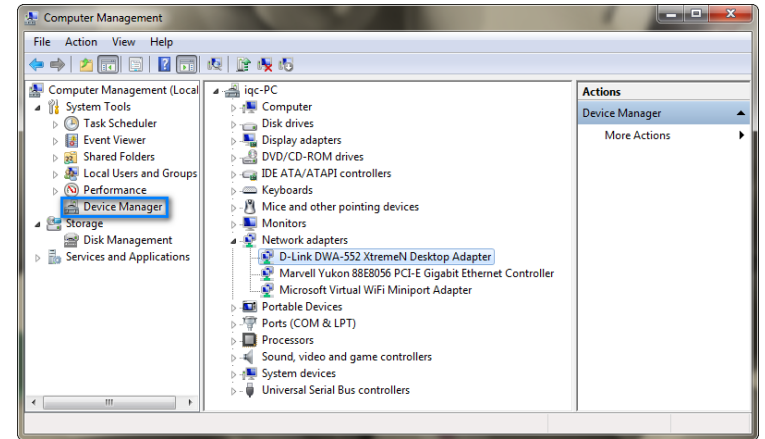 Computer Management
File Action View Help
Computer Management (Local
System Tools
Task Scheduler
Event Viewer
Shared Folders
Local Users and Groups
Performance
Device Manager
Storage
Disk Management
Services and Applications
iqc-PC
Computer
Disk drives
Display adapters
DVD/CD-ROM drives
IDE ATA/ATAPI controllers
Keyboards
Mice and other pointing devices
Monitors
Network adapters
D-Link DWA-552 XtremeN Desktop Adapter
Marvell Yukon 88E8056 PCI-E Gigabit Ethernet Controller
Microsoft Virtual WiFi Miniport Adapter
Portable Devices
Ports (COM & LPT)
Processors
Sound, video and game controllers
System devices
Universal Serial Bus controllers
Actions
Device Manager
More Actions